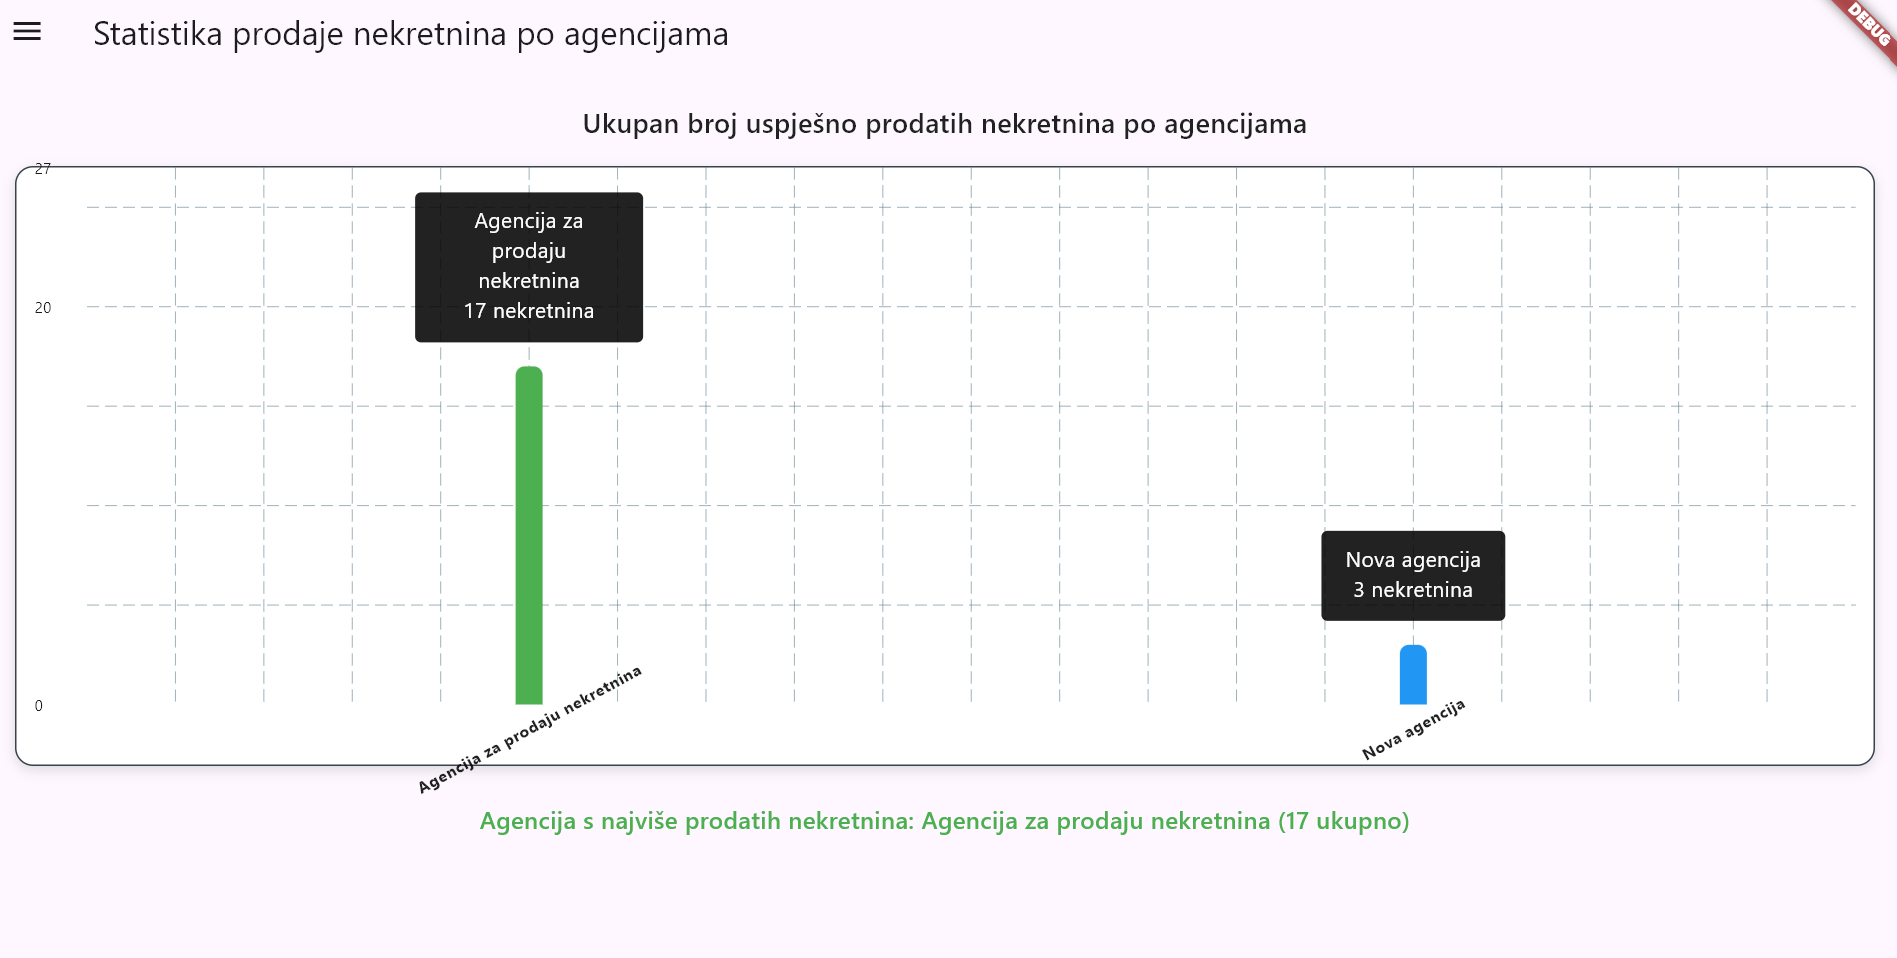 Statistika prodaje nekretnina po agencijama
DEBUG
Ukupan broj uspješno prodatih nekretnina po agencijama
27
Agencija za
prodaju
nekretnina
17 nekretnina
20
Nova agencija
3 nekretnina
0
Agencija za prodaju nekretnina
Nova agencija
Agencija s najviše prodatih nekretnina: Agencija za prodaju nekretnina (17 ukupno)